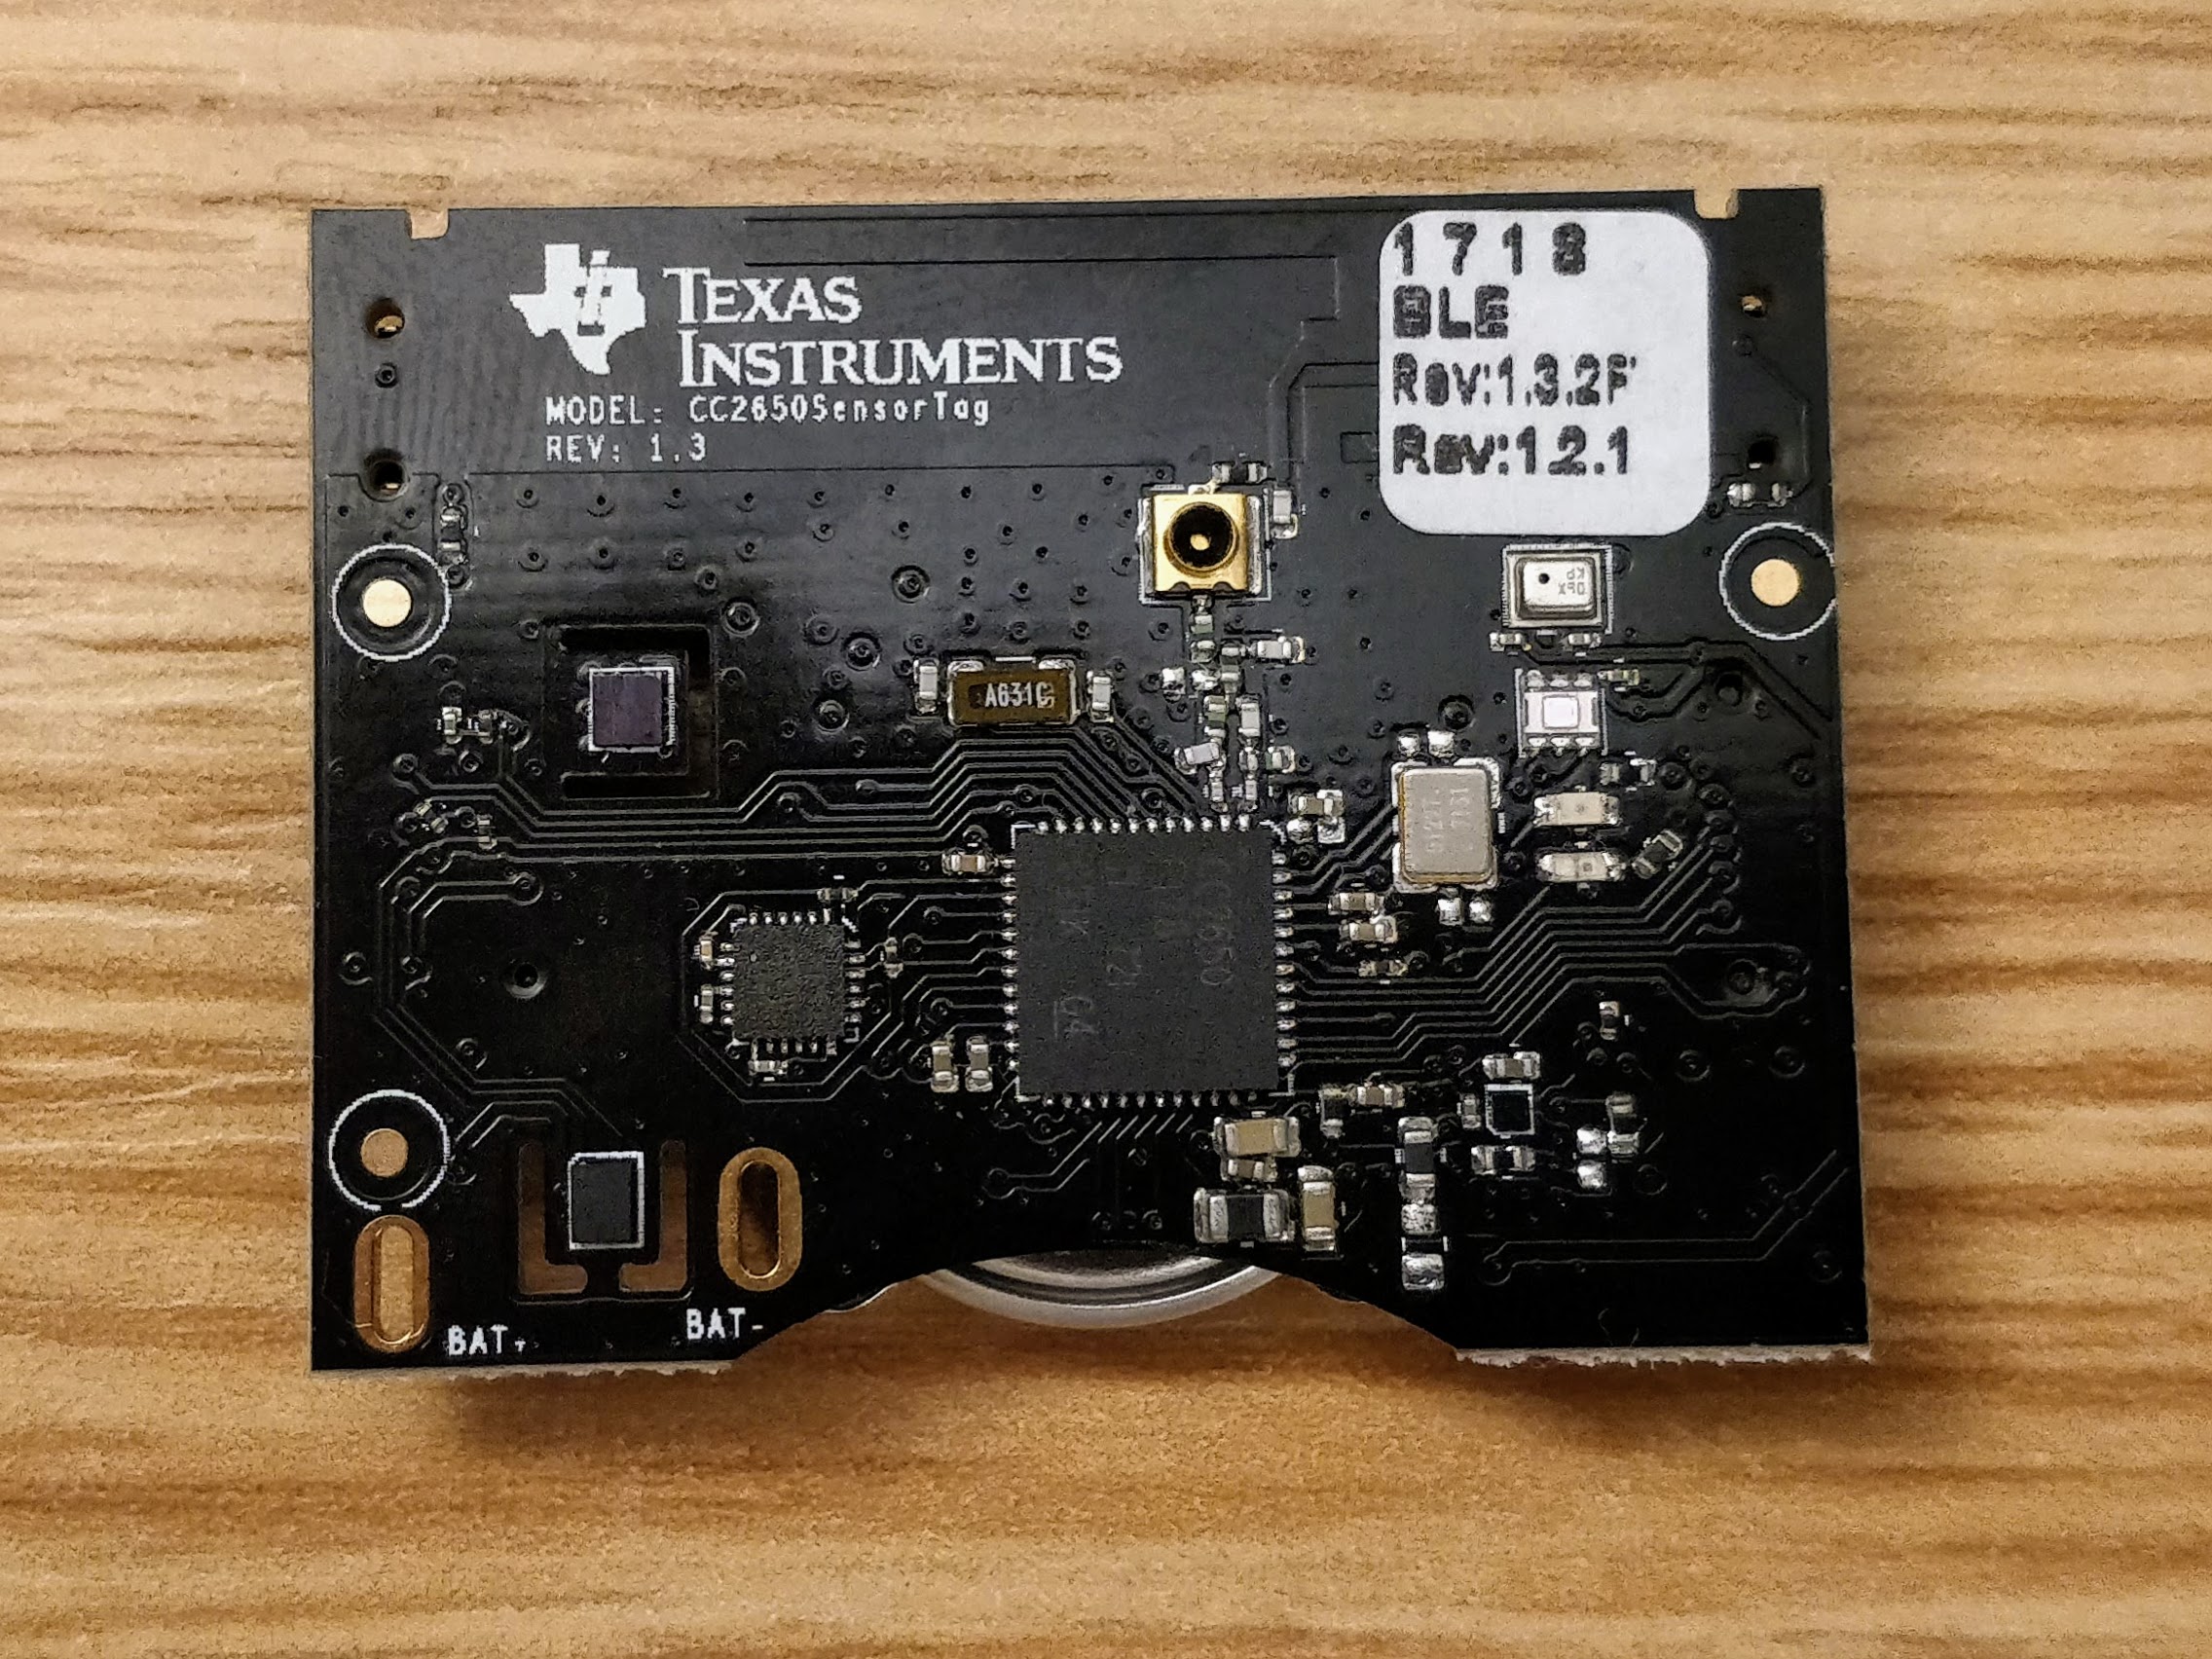 TEXAS
INSTRUMENTS
MODEL: CC2650SensorTag
REV: 1.3
1718
BLE
Rev:1.3.2F
Rev:1.2.1
A631C
BAT+
BAT-